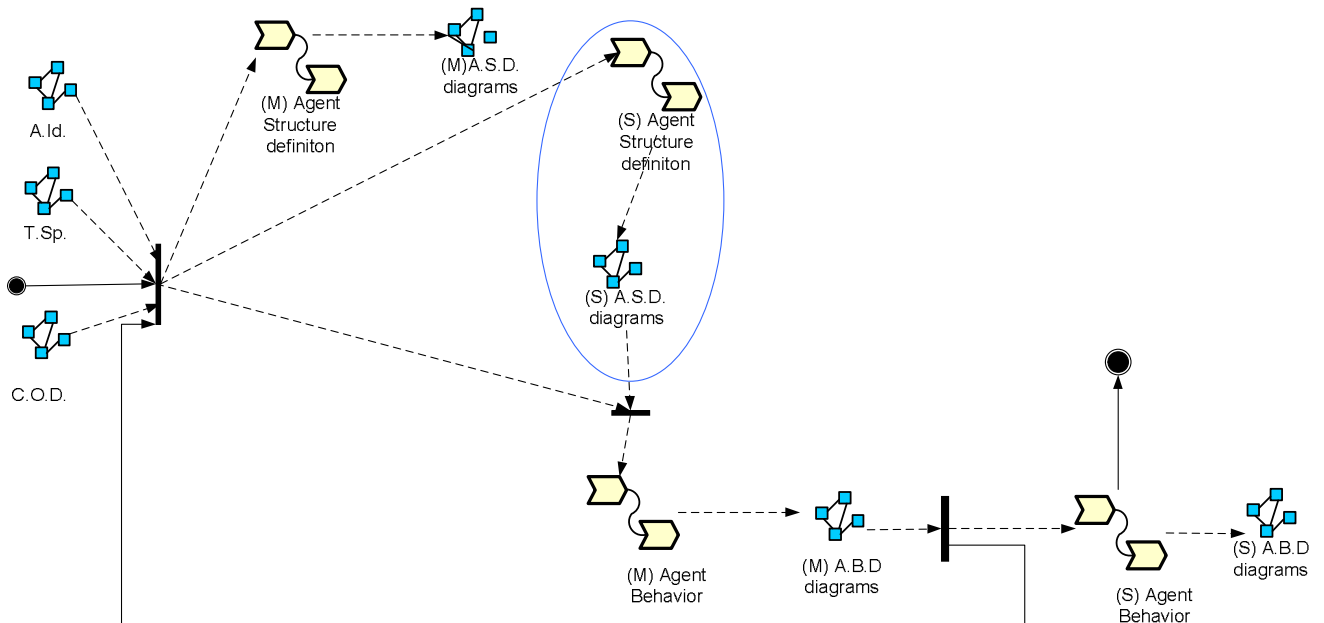 A.Id.
T.Sp.
C.O.D.
(M) Agent
Structure
definiton
(M)A.S.D.
diagrams
(S) Agent
Structure
definiton
(S) A.S.D.
diagrams
(M) Agent
Behavior
(M) A.B.D
diagrams
(S) Agent
Behavior
(S) A.B.D
diagrams